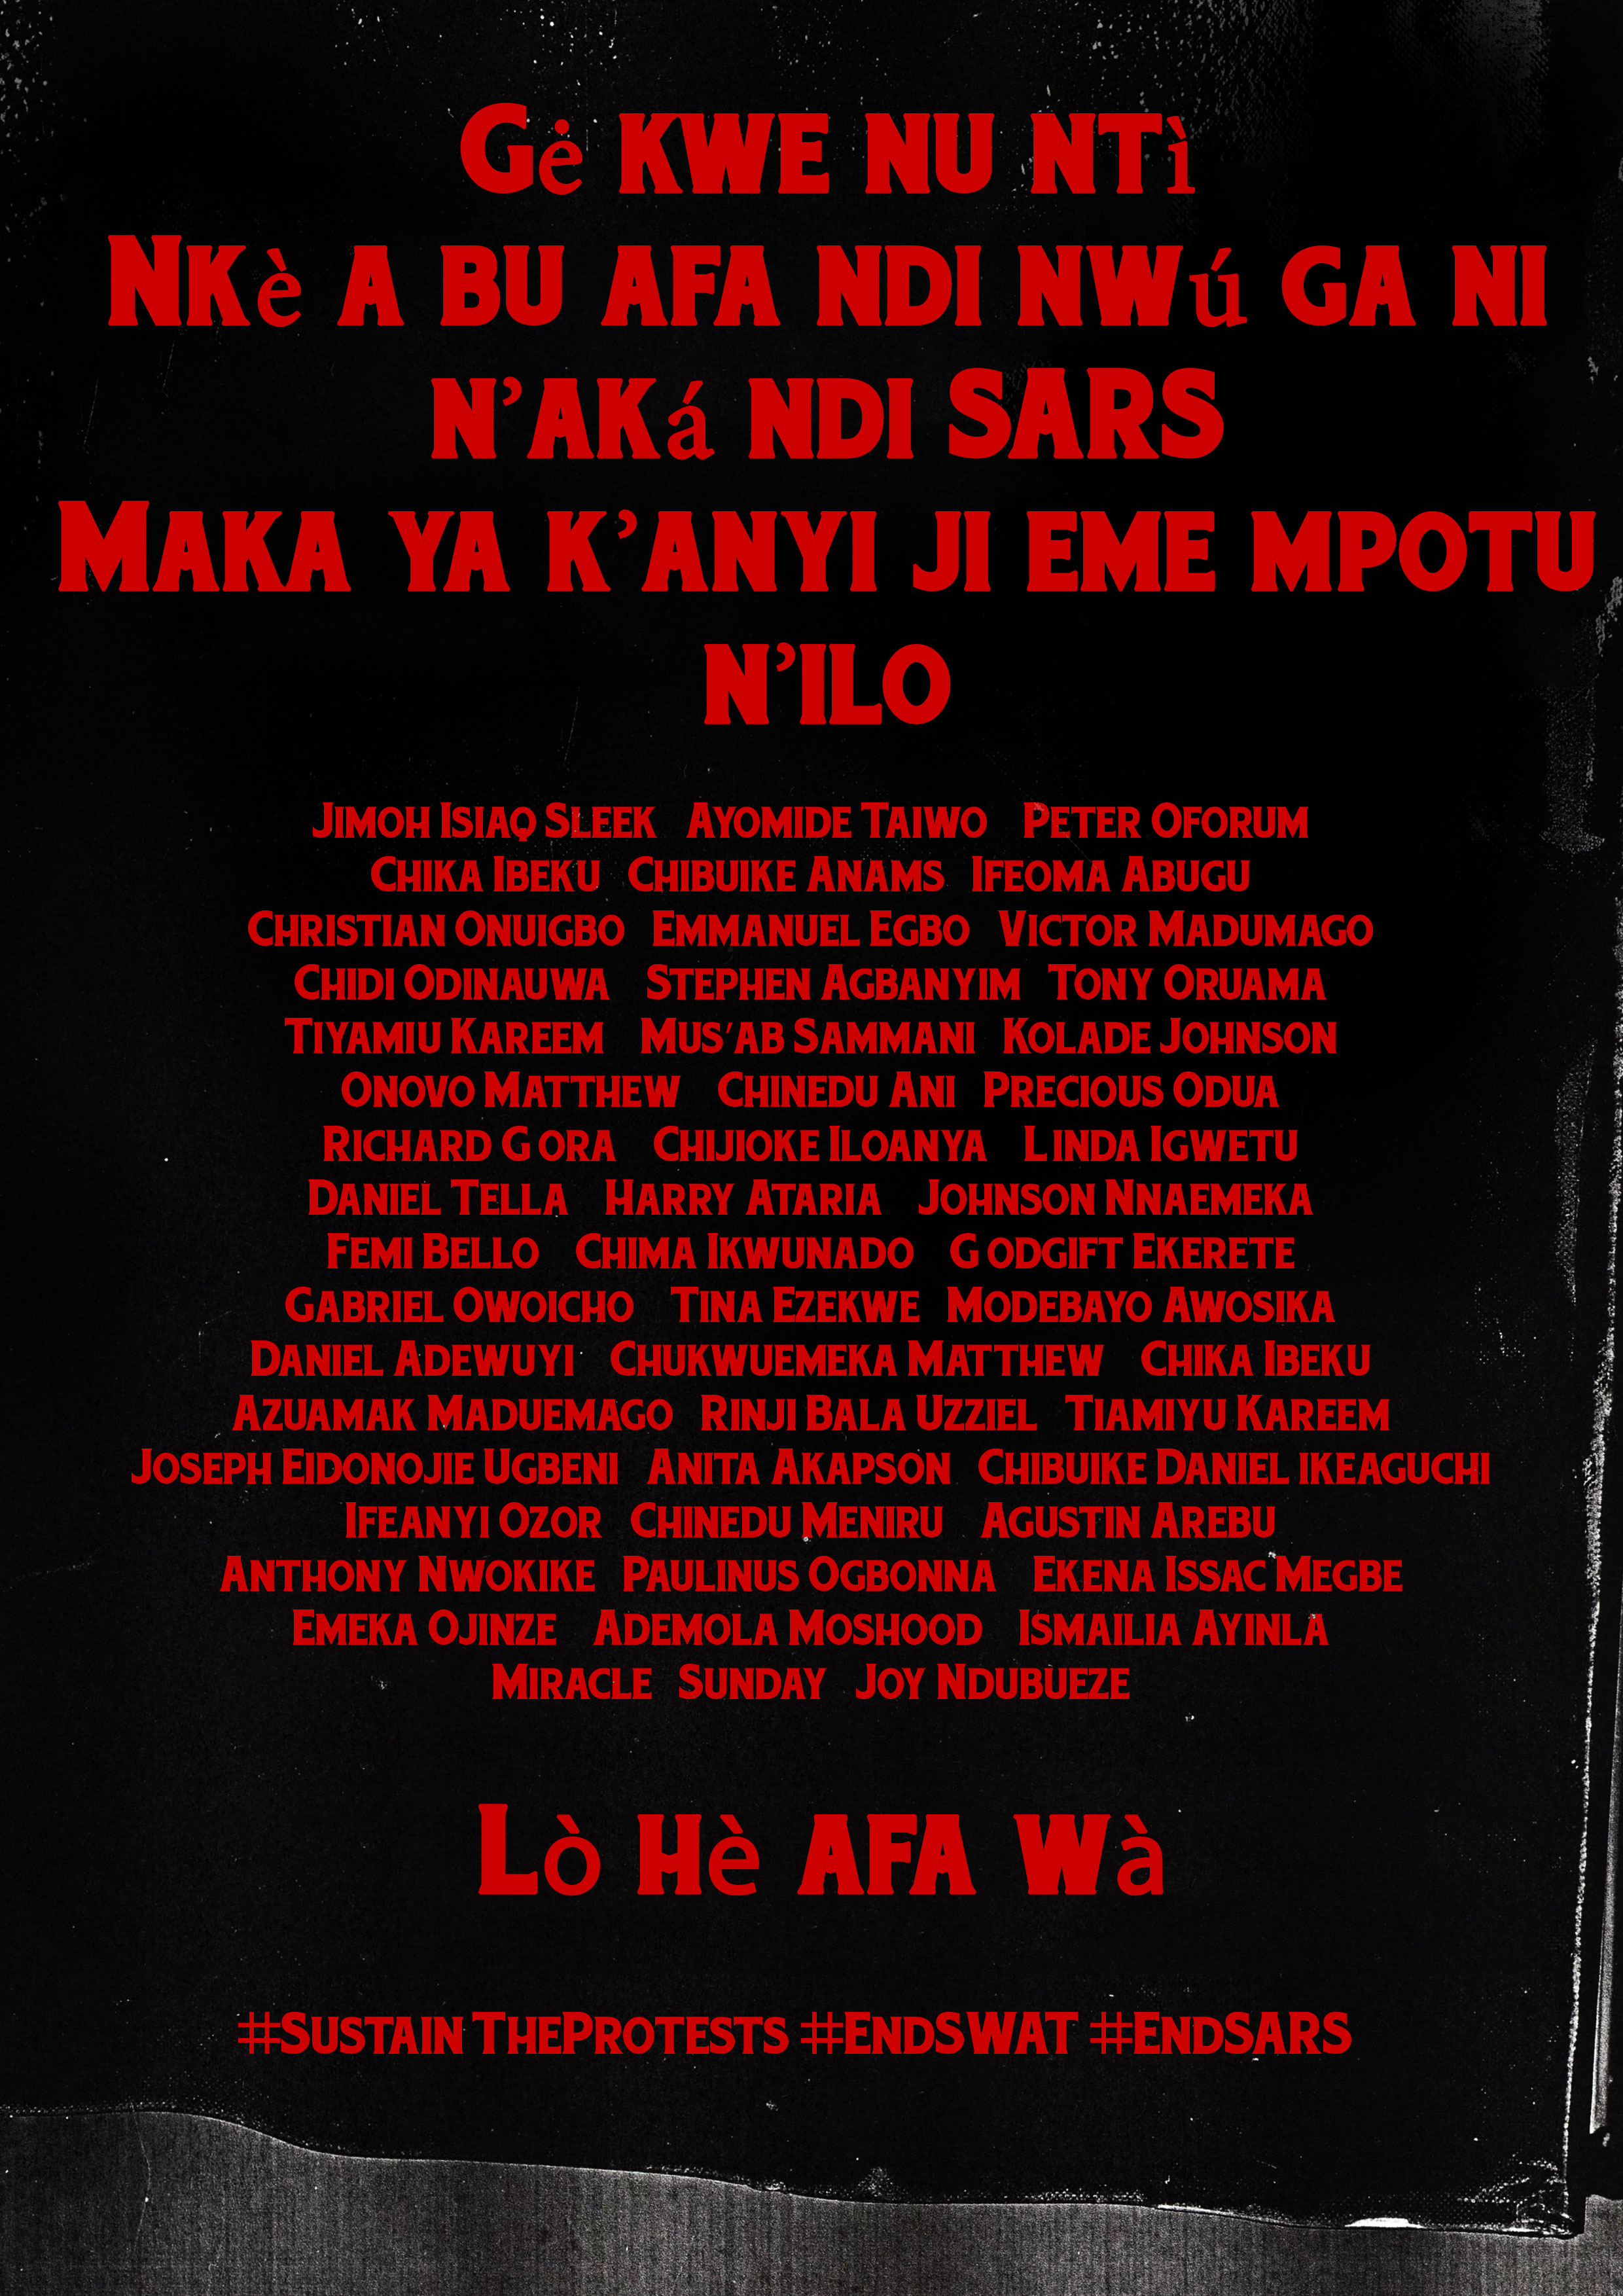 Gė kwe nu ntì
Nkè a bu afa ndi nwú ga ni
n’aká ndi SARS
Maka ya k’anyi ji eme mpotu
n’ilo
Jimoh Isiaq Sleek Ayomide Taiwo Peter Oforum
Chika Ibeku Chibuike Anams Ifeoma Abugu
Christian Onuigbo Emmanuel Egbo Victor Madumago
Chidi Odinauwa Stephen Agbanyim Tony Oruama
Tiyamiu Kareem Mus'ab Sammani Kolade Johnson
Onovo Matthew Chinedu Ani Precious Odua
Richard Gora Chijioke Iloanya Linda Igwetu
Daniel Tella Harry Ataria Johnson Nnaemeka
Femi Bello Chima Ikwunado Godgift Ekerete
Gabriel Owoicho Tina Ezekwe Modebayo Awosika
Daniel Adewuyi Chukwuemeka Matthew Chika Ibeku
Azuamak Maduemago Rinji Bala Uzziel Tiamiyu Kareem
Joseph Eidonojie Ugbeni Anita Akapson Chibuike Daniel ikeaguchi
Ifeanyi Ozor Chinedu Meniru Agustin Arebu
Anthony Nwokike Paulinus Ogbonna Ekena Issac Megbe
Emeka Ojinze Ademola Moshood Ismailia Ayinla
Miracle Sunday Joy Ndubueze
Lò Hè afa wà
#SustainTheProtests #EndSWAT #EndSARS